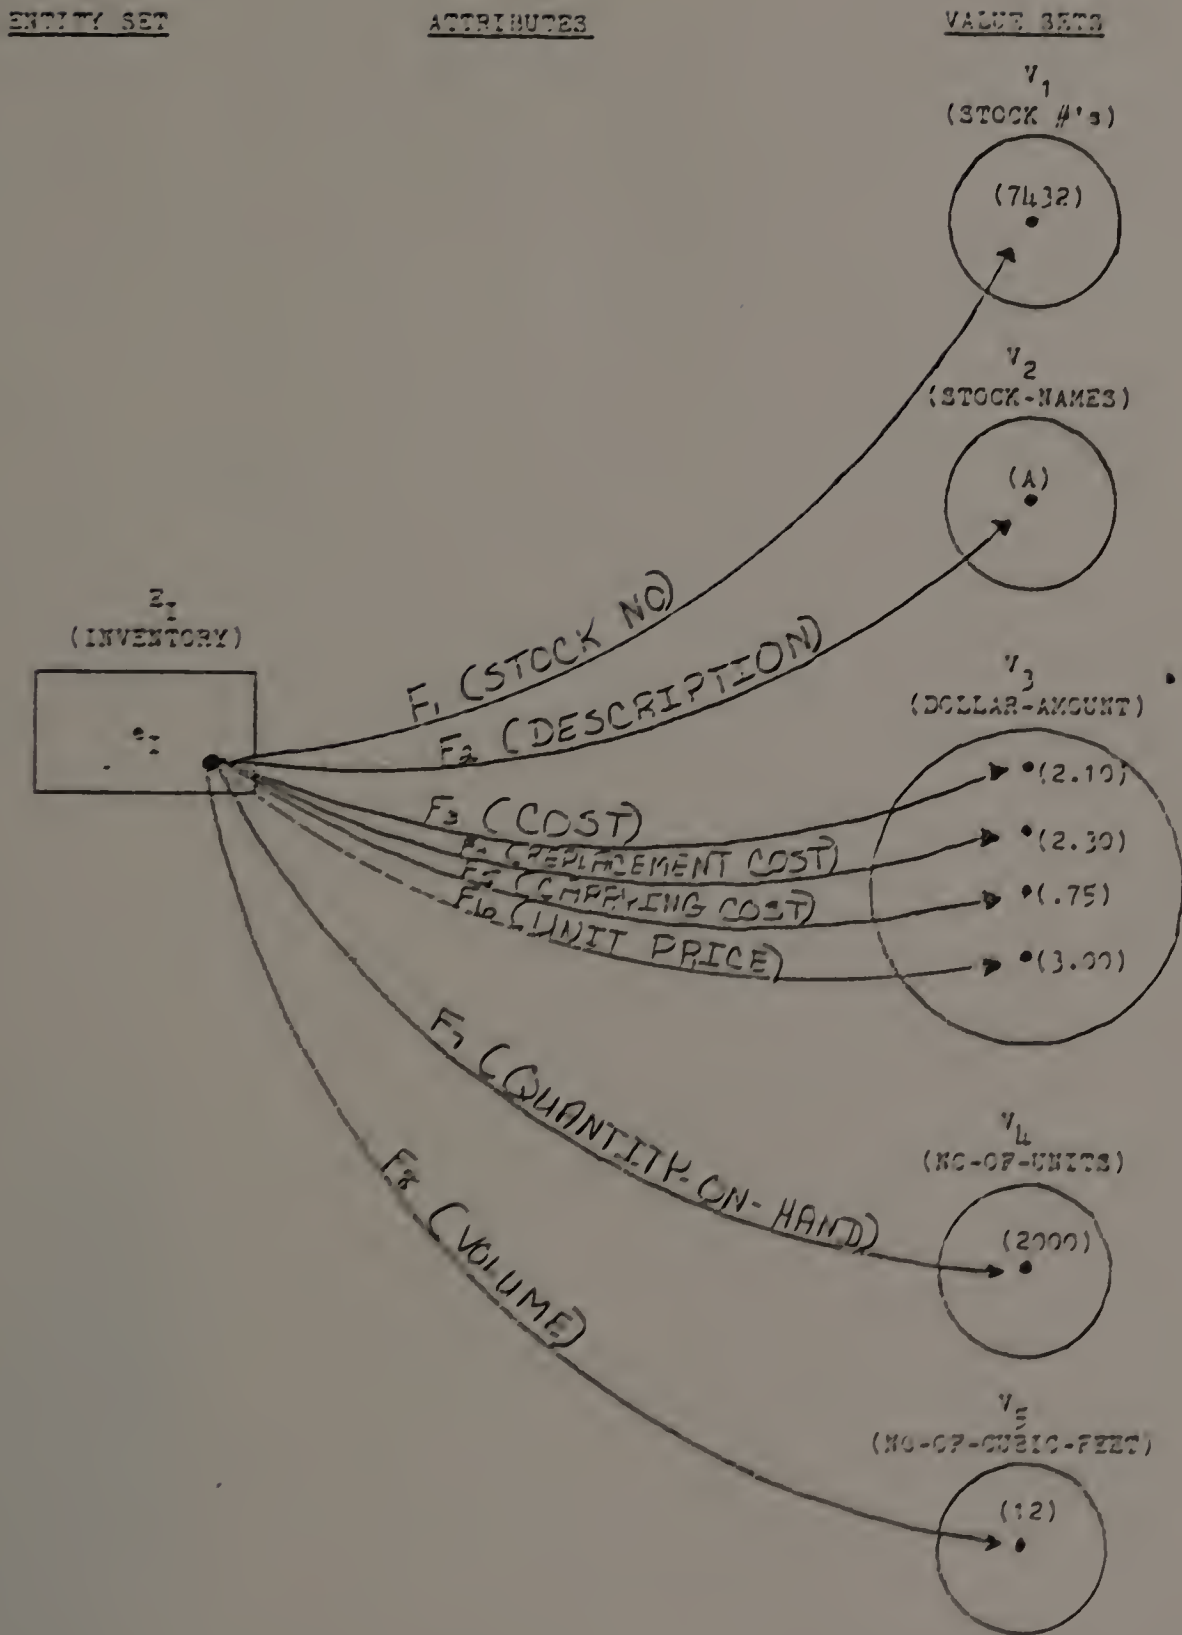 ENTITY SET
ATTRIBUTES
VALUE SETS
V1
(STOCK #'s)
(7432)
V2
(STOCK-NAMES)
(A)
EI
(INVENTORY)
eI
F1 (STOCK NO)
F2 (DESCRIPTION)
V3
(DOLLAR-AMOUNT)
F3 (COST)
(2.10)
F4 (REPLACEMENT COST)
(2.30)
F5 (CARRYING COST)
(.75)
F6 (UNIT PRICE)
(3.00)
F7 (QUANTITY-ON-HAND)
V4
(NO-OF-UNITS)
(2000)
F8 (VOLUME)
V5
(NO-OF-CUBIC-FEET)
(12)